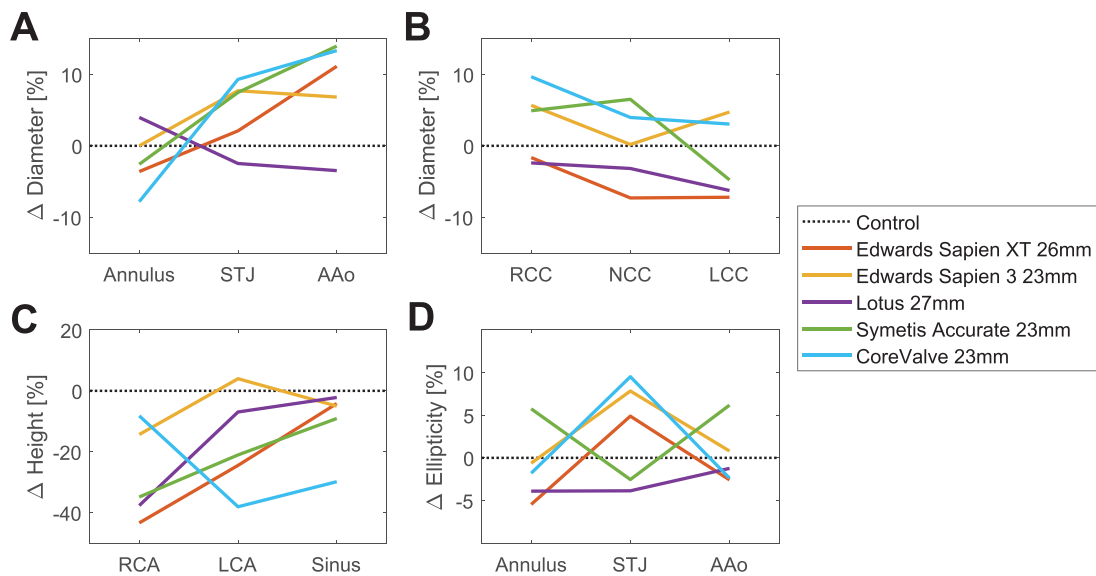 A
Δ Diameter [%]
10
0
-10
Annulus STJ AAo
B
Δ Diameter [%]
10
0
-10
RCC NCC LCC
Control
Edwards Sapien XT 26mm
Edwards Sapien 3 23mm
Lotus 27mm
Symetis Accurate 23mm
CoreValve 23mm
C
Δ Height [%]
20
0
-20
-40
RCA LCA Sinus
D
Δ Ellipticity [%]
10
5
0
-5
Annulus STJ AAo